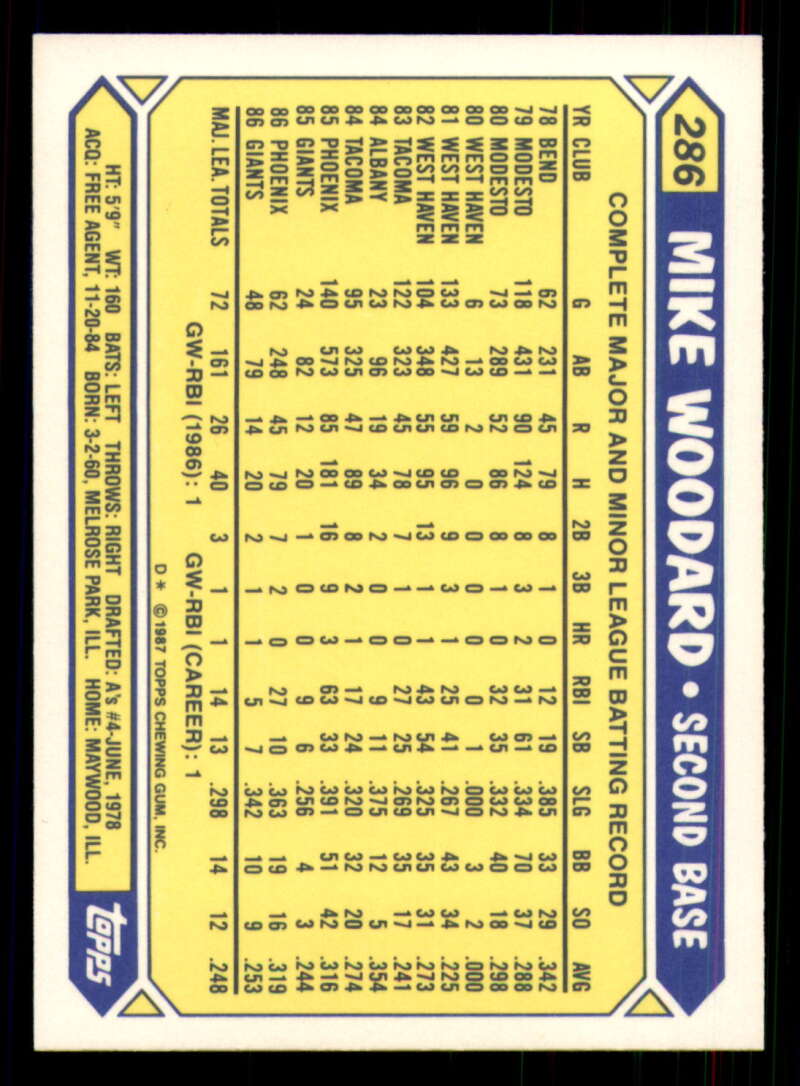 286 MIKE WOODARD • SECOND BASE
COMPLETE MAJOR AND MINOR LEAGUE BATTING RECORD
YR CLUB G AB R H 2B 3B HR RBI SB SLG BB SO AVG
78 BEND 62 231 45 79 8 1 0 12 19 .385 33 29 .342
79 MODESTO 118 431 90 124 8 3 2 31 61 .334 70 37 .288
80 MODESTO 73 289 52 86 8 1 0 32 35 .332 40 18 .298
80 WEST HAVEN 6 13 2 0 0 0 0 0 1 .000 3 2 .000
81 WEST HAVEN 133 427 59 96 9 3 1 25 41 .267 43 34 .225
82 WEST HAVEN 104 348 55 95 13 1 1 43 54 .325 35 31 .273
83 TACOMA 122 323 45 78 7 1 0 27 25 .269 35 17 .241
84 ALBANY 23 96 19 34 2 0 0 9 11 .375 12 5 .354
84 TACOMA 95 325 47 89 8 2 1 17 24 .320 32 20 .274
85 PHOENIX 140 573 85 181 16 9 3 63 33 .391 51 42 .316
85 GIANTS 24 82 12 20 1 0 0 9 6 .256 4 3 .244
86 PHOENIX 62 248 45 79 7 2 0 27 10 .363 19 16 .319
86 GIANTS 48 79 14 20 2 1 1 5 7 .342 10 9 .253
MAJ. LEA. TOTALS 72 161 26 40 3 1 1 14 13 .298 14 12 .248
GW-RBI (1986): 1 GW-RBI (CAREER): 1
D* ©1987 TOPPS CHEWING GUM, INC.
HT: 5'9" WT: 160 BATS: LEFT THROWS: RIGHT DRAFTED: A's #4-JUNE, 1978
ACQ: FREE AGENT, 11-20-84 BORN: 3-2-60, MELROSE PARK, ILL. HOME: MAYWOOD, ILL.
topps